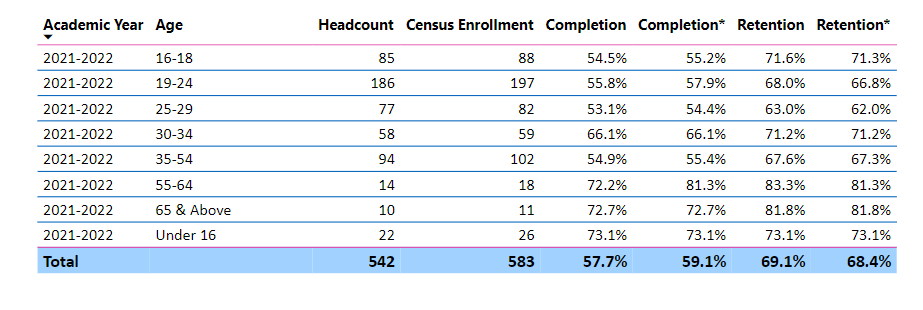 Academic Year Age Headcount Census Enrollment Completion Completion* Retention Retention*
2021-2022 16-18 85 88 54.5% 55.2% 71.6% 71.3%
2021-2022 19-24 186 197 55.8% 57.9% 68.0% 66.8%
2021-2022 25-29 77 82 53.1% 54.4% 63.0% 62.0%
2021-2022 30-34 58 59 66.1% 66.1% 71.2% 71.2%
2021-2022 35-54 94 102 54.9% 55.4% 67.6% 67.3%
2021-2022 55-64 14 18 72.2% 81.3% 83.3% 81.3%
2021-2022 65 & Above 10 11 72.7% 72.7% 81.8% 81.8%
2021-2022 Under 16 22 26 73.1% 73.1% 73.1% 73.1%
Total 542 583 57.7% 59.1% 69.1% 68.4%